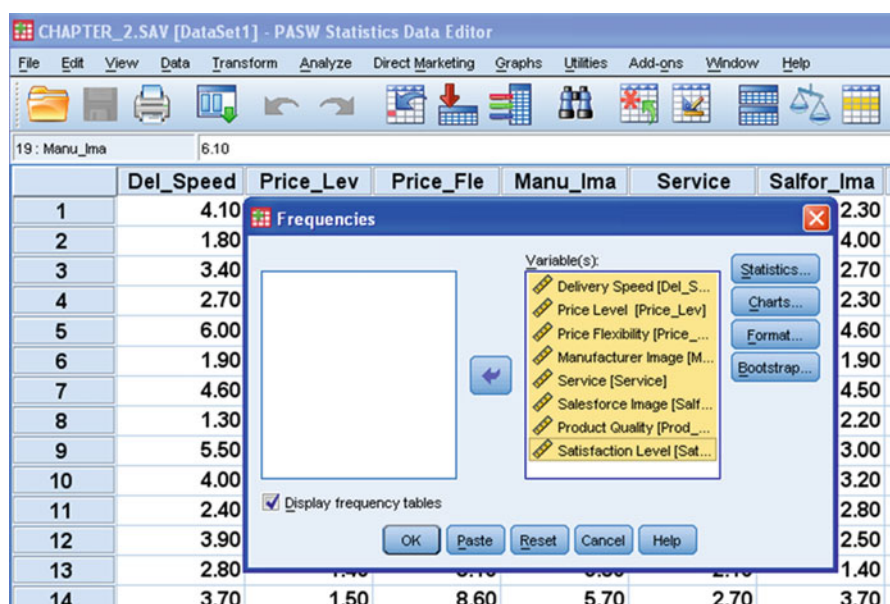 CHAPTER_2.SAV [DataSet1] - PASW Statistics Data Editor
File Edit View Data Transform Analyze Direct Marketing Graphs Utilities Add-ons Window Help
19 : Manu_Ima 6.10
Del_Speed Price_Lev Price_Fle Manu_Ima Service Salfor_Ima
1 4.10 2.30
2 1.80 4.00
3 3.40 2.70
4 2.70 2.30
5 6.00 4.60
6 1.90 1.90
7 4.60 4.50
8 1.30 2.20
9 5.50 3.00
10 4.00 3.20
11 2.40 2.80
12 3.90 2.50
13 2.80 1.40
14 3.70 1.50 8.60 5.70 2.70 3.70
Frequencies
Variable(s):
Delivery Speed [Del_S...
Price Level [Price_Lev]
Price Flexibility [Price_...
Manufacturer Image [M...
Service [Service]
Salesforce Image [Salf...
Product Quality [Prod_...
Satisfaction Level [Sat...
Statistics...
Charts...
Format...
Bootstrap...
Display frequency tables
OK Paste Reset Cancel Help